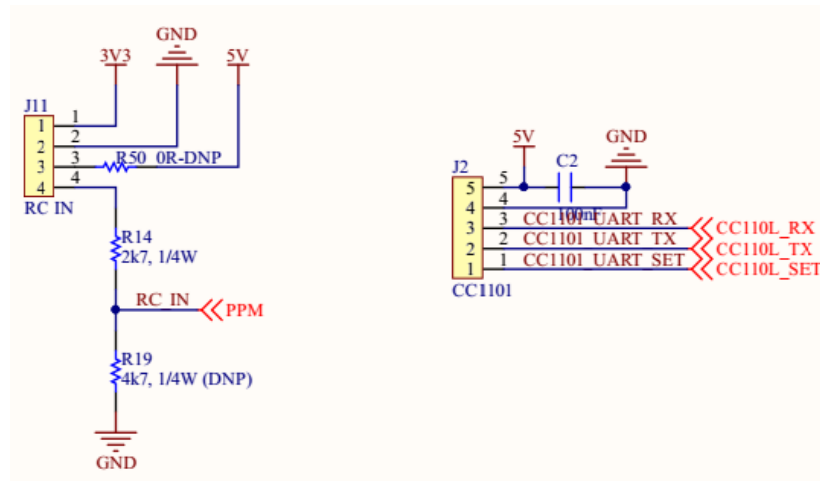 GND
3V3
5V
J11
1 1
2 2
3 3
R50 0R-DNP
4 4
RC IN
R14
2k7, 1/4W
RC_IN
PPM
R19
4k7, 1/4W (DNP)
GND
5V
GND
C2
J2
5 5
4 4
100nF
3 3 CC1101_UART_RX CC110L_RX
2 2 CC1101_UART_TX CC110L_TX
1 1 CC1101_UART_SET CC110L_SET
CC1101